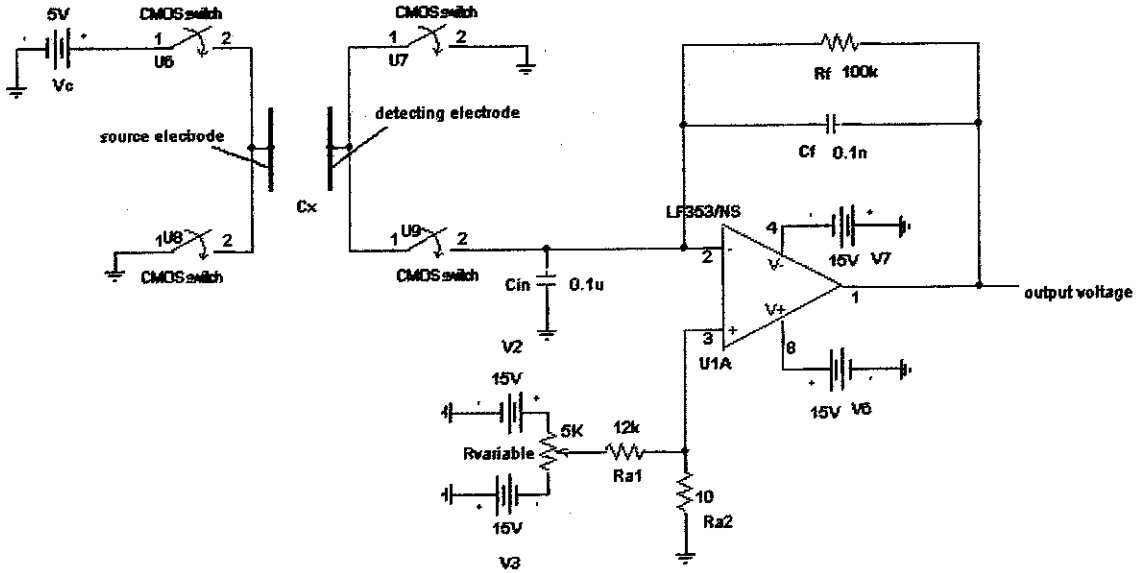 5V
CMOS switch
CMOS switch
1 U6 2
1 U7 2
Vc
Rf 100k
source electrode
detecting electrode
Cf 0.1n
Cx
LF353/NS
1 U8 2
CMOS switch
1 U9 2
CMOS switch
Cin 0.1u
2 -
4 V-
15V V7
1
output voltage
3 +
V+ 8
U1A
15V V6
V2
15V
5K
Rvariable
12k
Ra1
10
Ra2
15V
V3